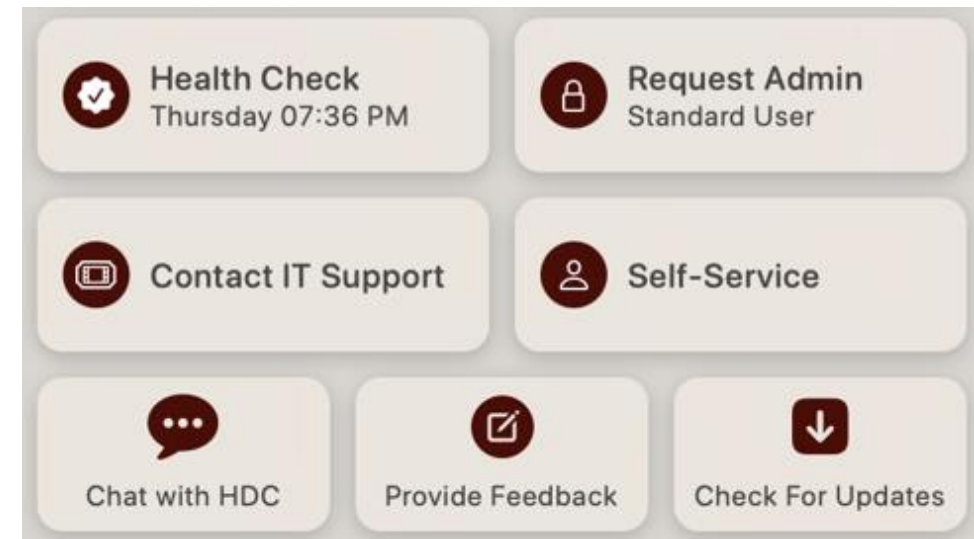 Health Check
Thursday 07:36 PM
Request Admin
Standard User
Contact IT Support
Self-Service
Chat with HDC
Provide Feedback
Check For Updates